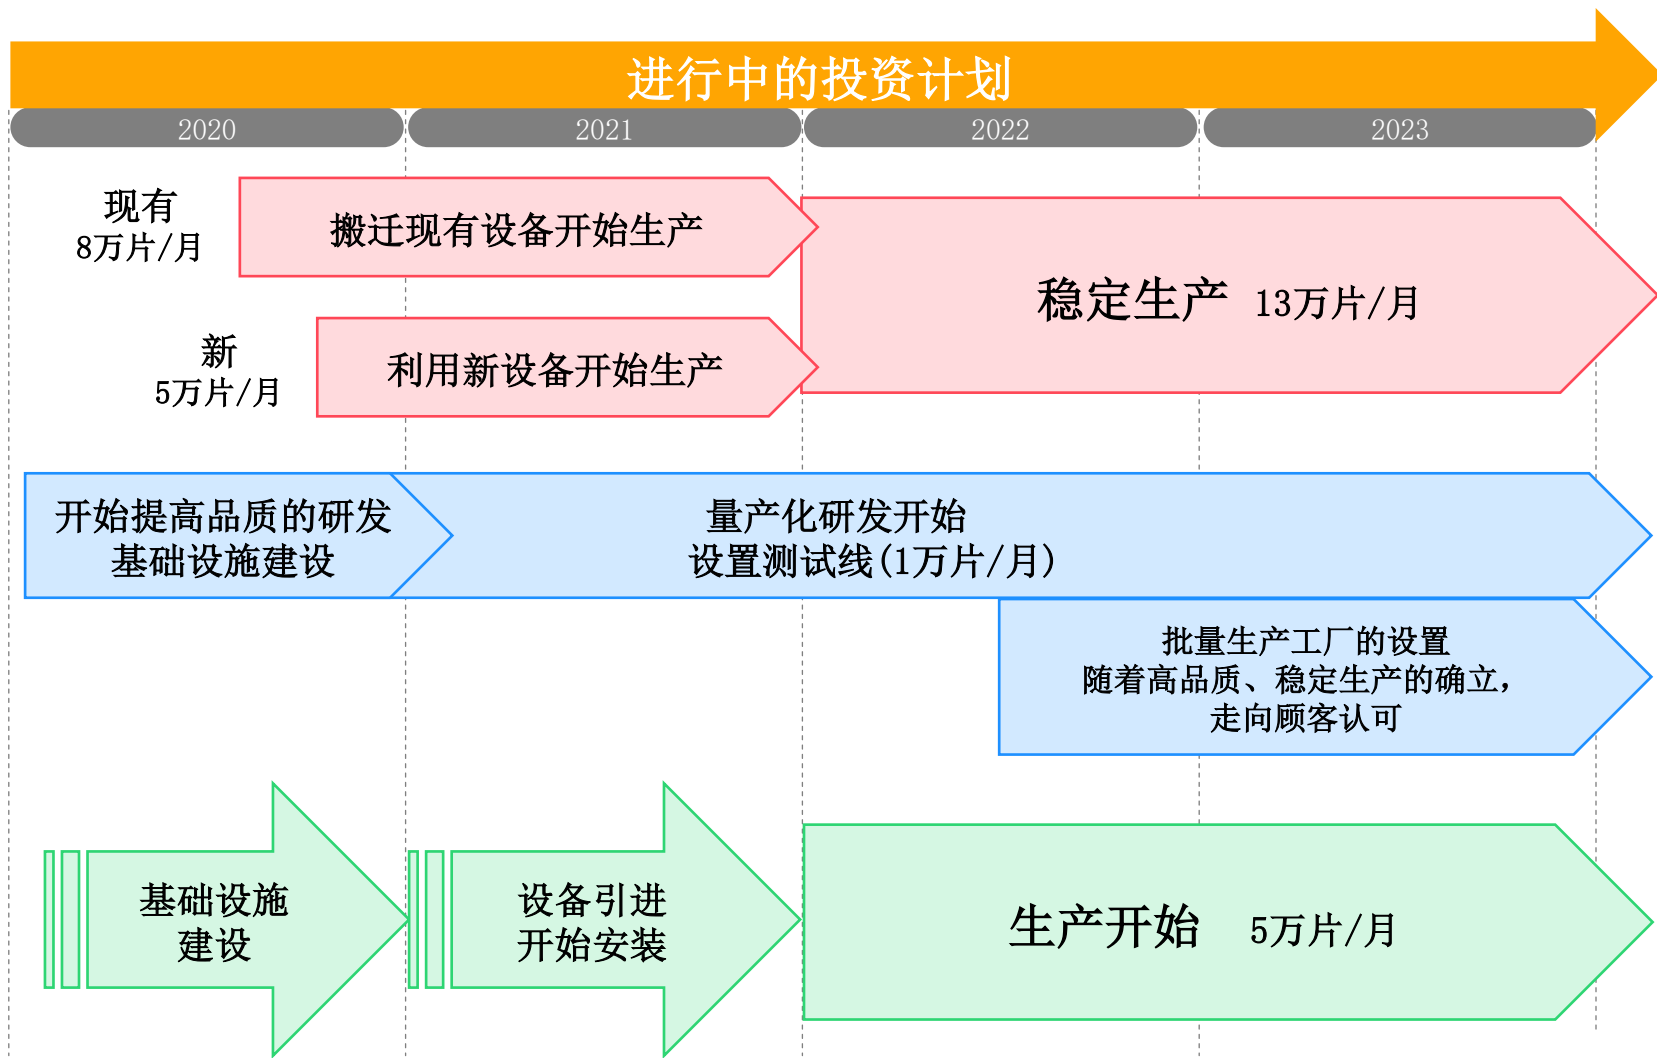 进行中的投资计划
2020
2021
2022
2023
现有
8万片/月
搬迁现有设备开始生产
稳定生产 13万片/月
新
5万片/月
利用新设备开始生产
开始提高品质的研发
基础设施建设
量产化研发开始
设置测试线(1万片/月)
批量生产工厂的设置
随着高品质、稳定生产的确立，
走向顾客认可
基础设施
建设
设备引进
开始安装
生产开始 5万片/月